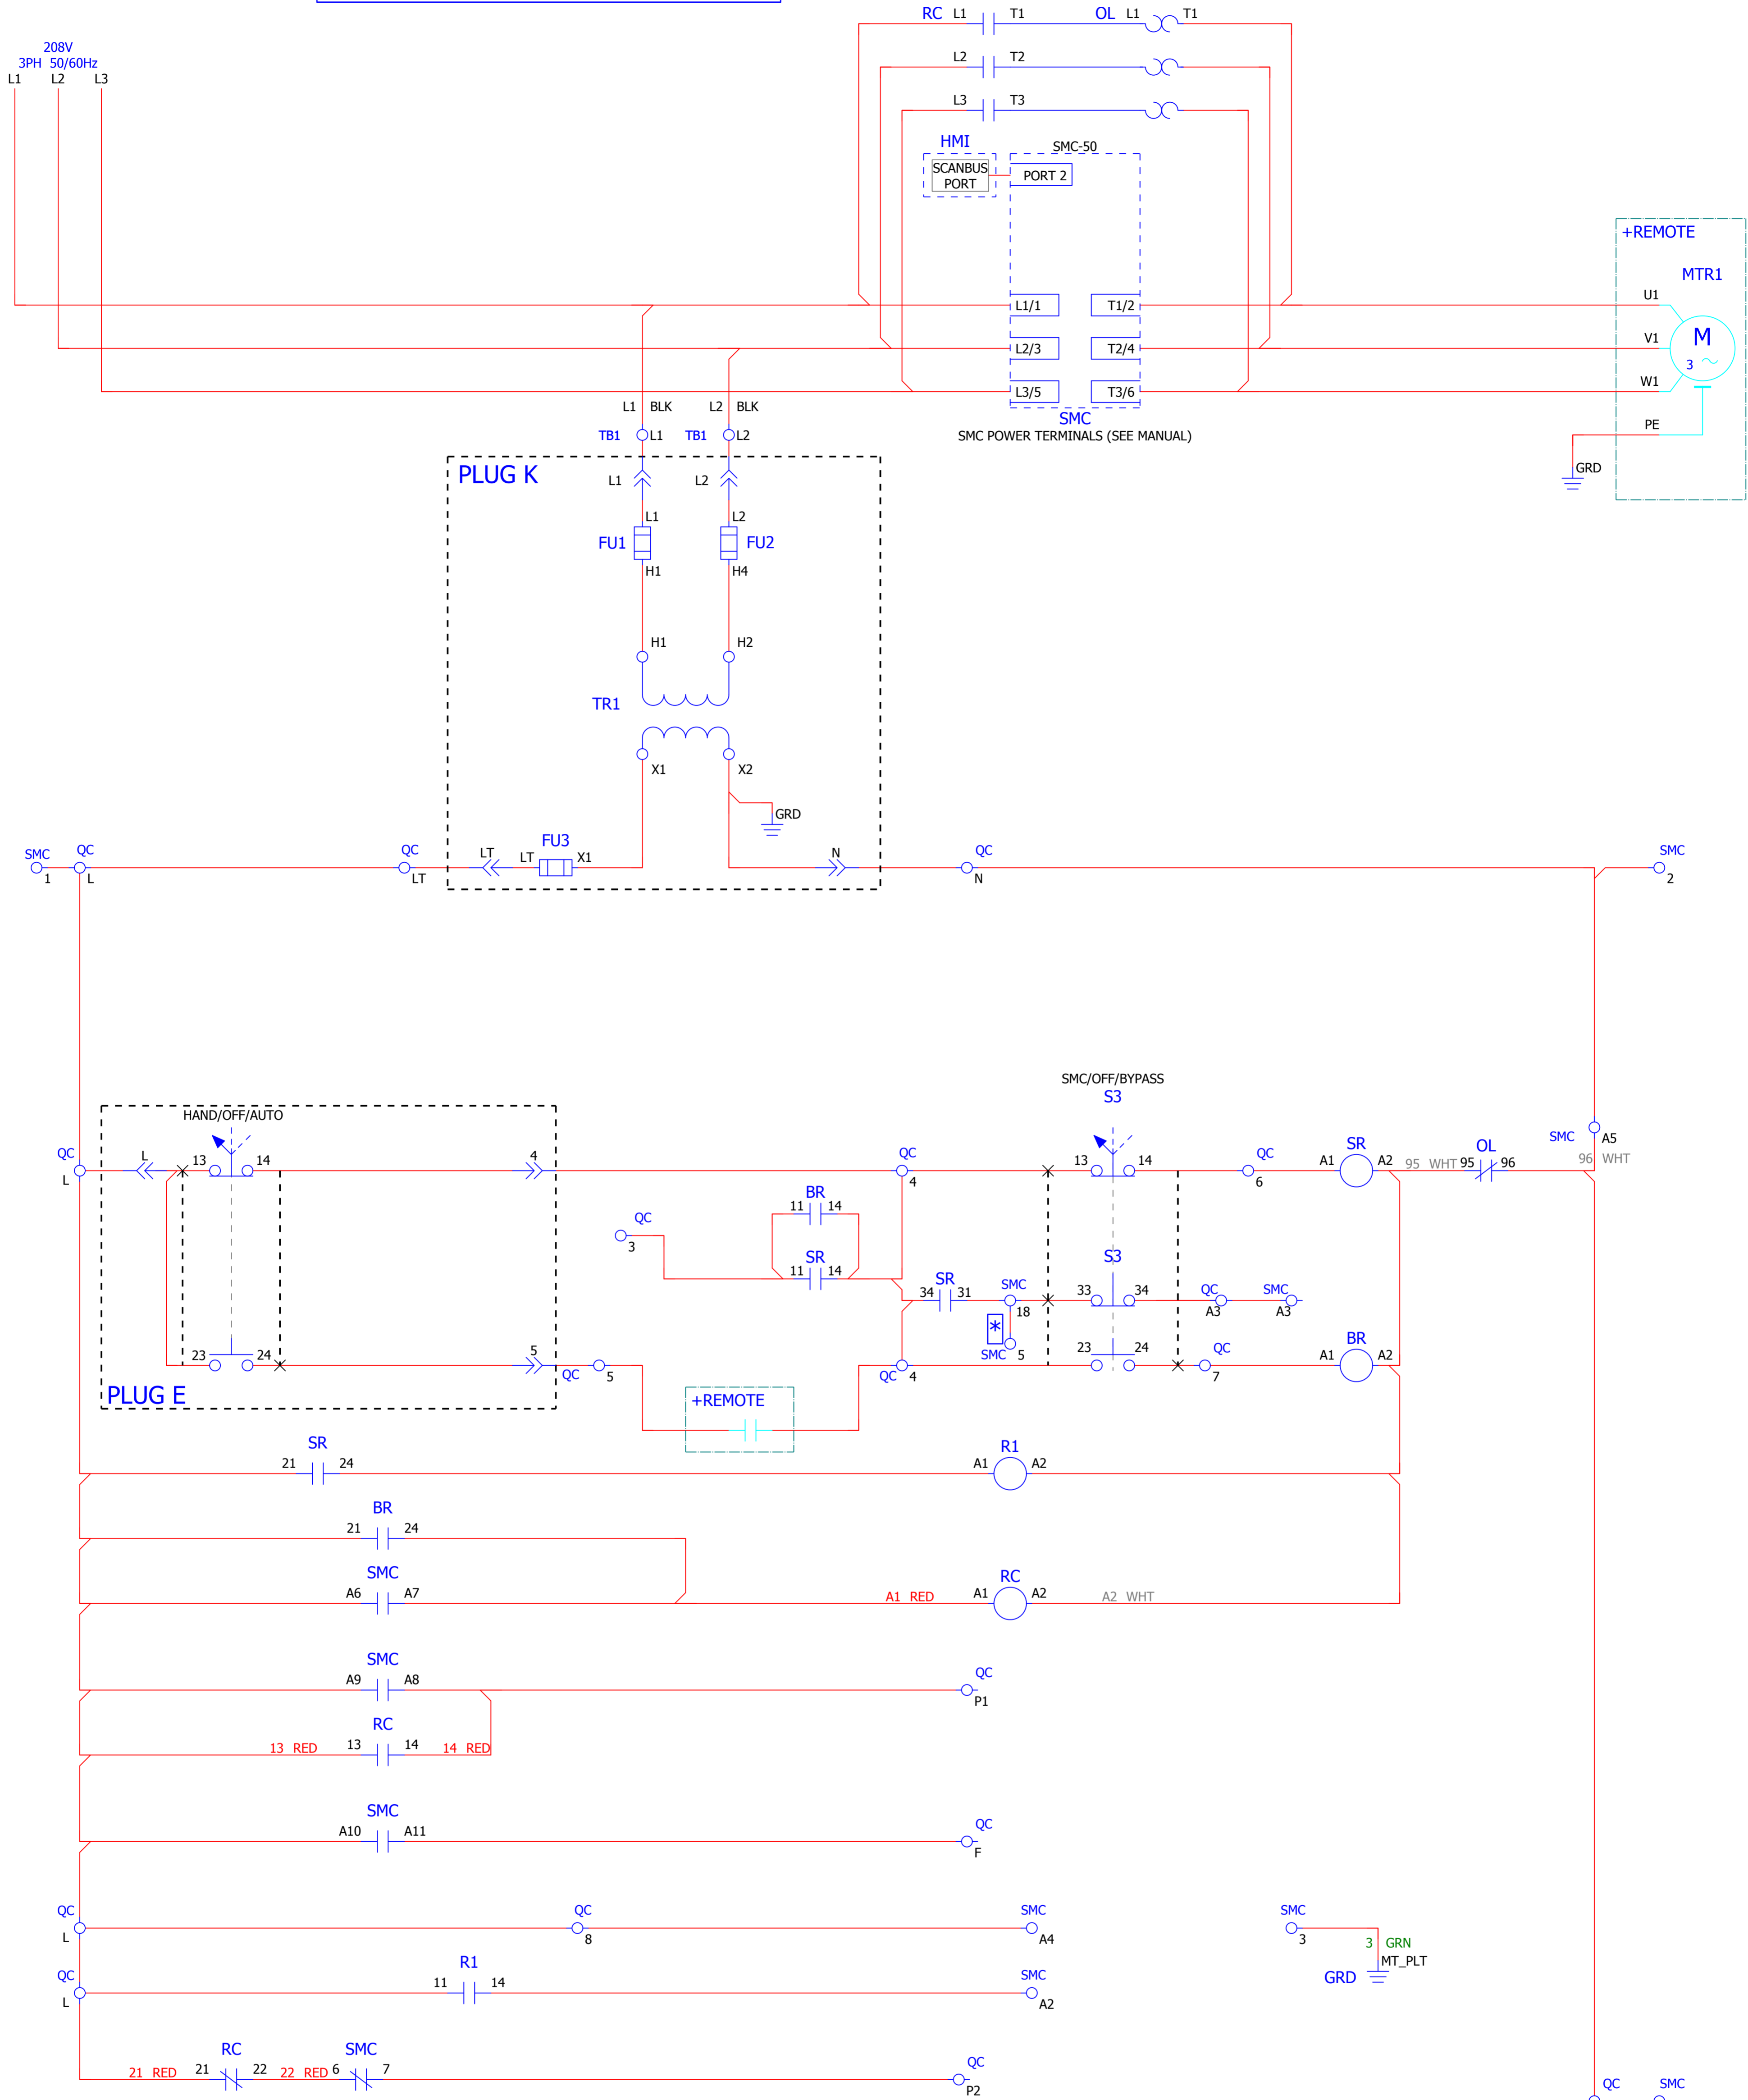 RC L1 T1 OL L1 T1
208V
3PH 50/60Hz
L1 L2 L3
L2 T2
L3 T3
HMI
SMC-50
SCANBUS
PORT
PORT 2
+REMOTE
MTR1
L1/1 T1/2 U1
L2/3 T2/4 V1
M
3
L3/5 T3/6 W1
L1 BLK L2 BLK
SMC
SMC POWER TERMINALS (SEE MANUAL)
PE
GRD
TB1 L1 TB1 L2
PLUG K
L1 L2
L1 L2
FU1 FU2
H1 H4
H1 H2
TR1
X1 X2
GRD
SMC QC QC FU3 QC SMC
LT LT X1 N
1 L LT N 2
SMC/OFF/BYPASS
S3
HAND/OFF/AUTO
QC L 13 14 4 QC 13 14 QC SR OL SMC A5
A1 A2 95 WHT 95 96 96 WHT
L 4 6
BR
11 14
QC
3
SR S3
11 14
SR
34 31 SMC 33 34 QC SMC
18 A3 A3
*
SMC 5
BR
23 24 5 23 24 QC A1 A2
QC 5 QC 4 7
PLUG E
+REMOTE
SR R1
21 24 A1 A2
BR
21 24
SMC RC
A6 A7 A1 RED A1 A2 A2 WHT
SMC
A9 A8 QC
P1
RC
13 RED 13 14 14 RED
SMC
A10 A11 QC
F
QC QC SMC SMC
L 8 A4 3
3 GRN
MT_PLT
GRD
QC R1 SMC
11 14
L A2
RC SMC
21 RED 21 22 22 RED 6 7 QC
P2
QC SMC